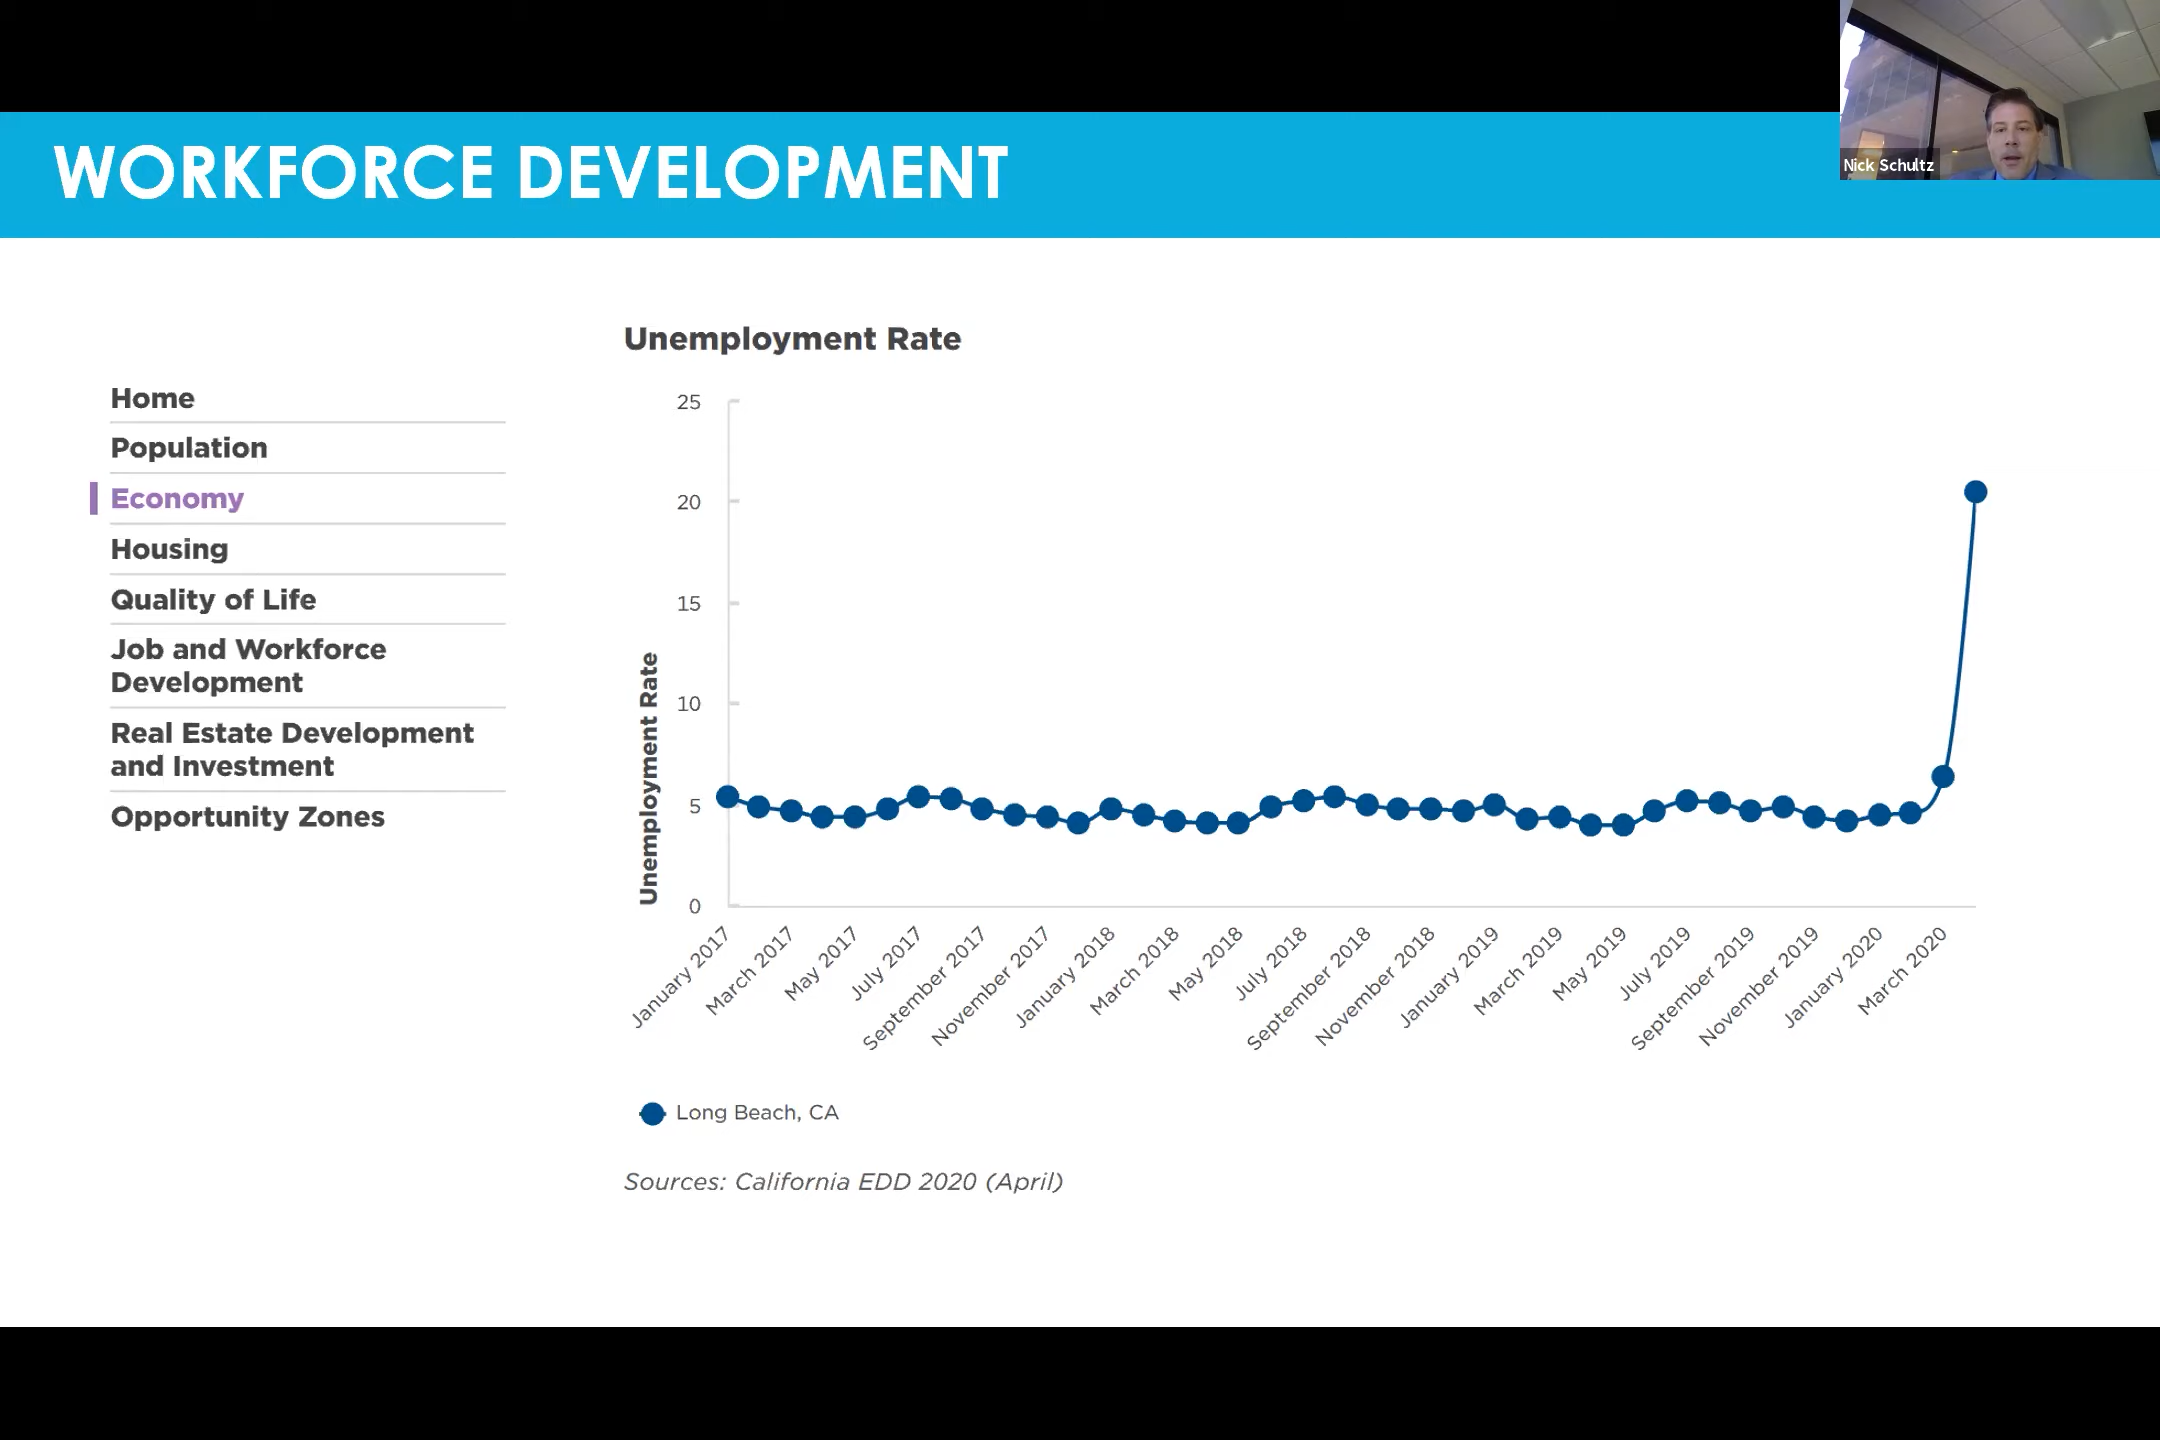 WORKFORCE DEVELOPMENT
Nick Schultz
Home
Population
Economy
Housing
Quality of Life
Job and Workforce
Development
Real Estate Development
and Investment
Opportunity Zones
Unemployment Rate
Unemployment Rate
25
20
15
10
5
0
January 2017
March 2017
May 2017
July 2017
September 2017
November 2017
January 2018
March 2018
May 2018
July 2018
September 2018
November 2018
January 2019
March 2019
May 2019
July 2019
September 2019
November 2019
January 2020
March 2020
Long Beach, CA
Sources: California EDD 2020 (April)